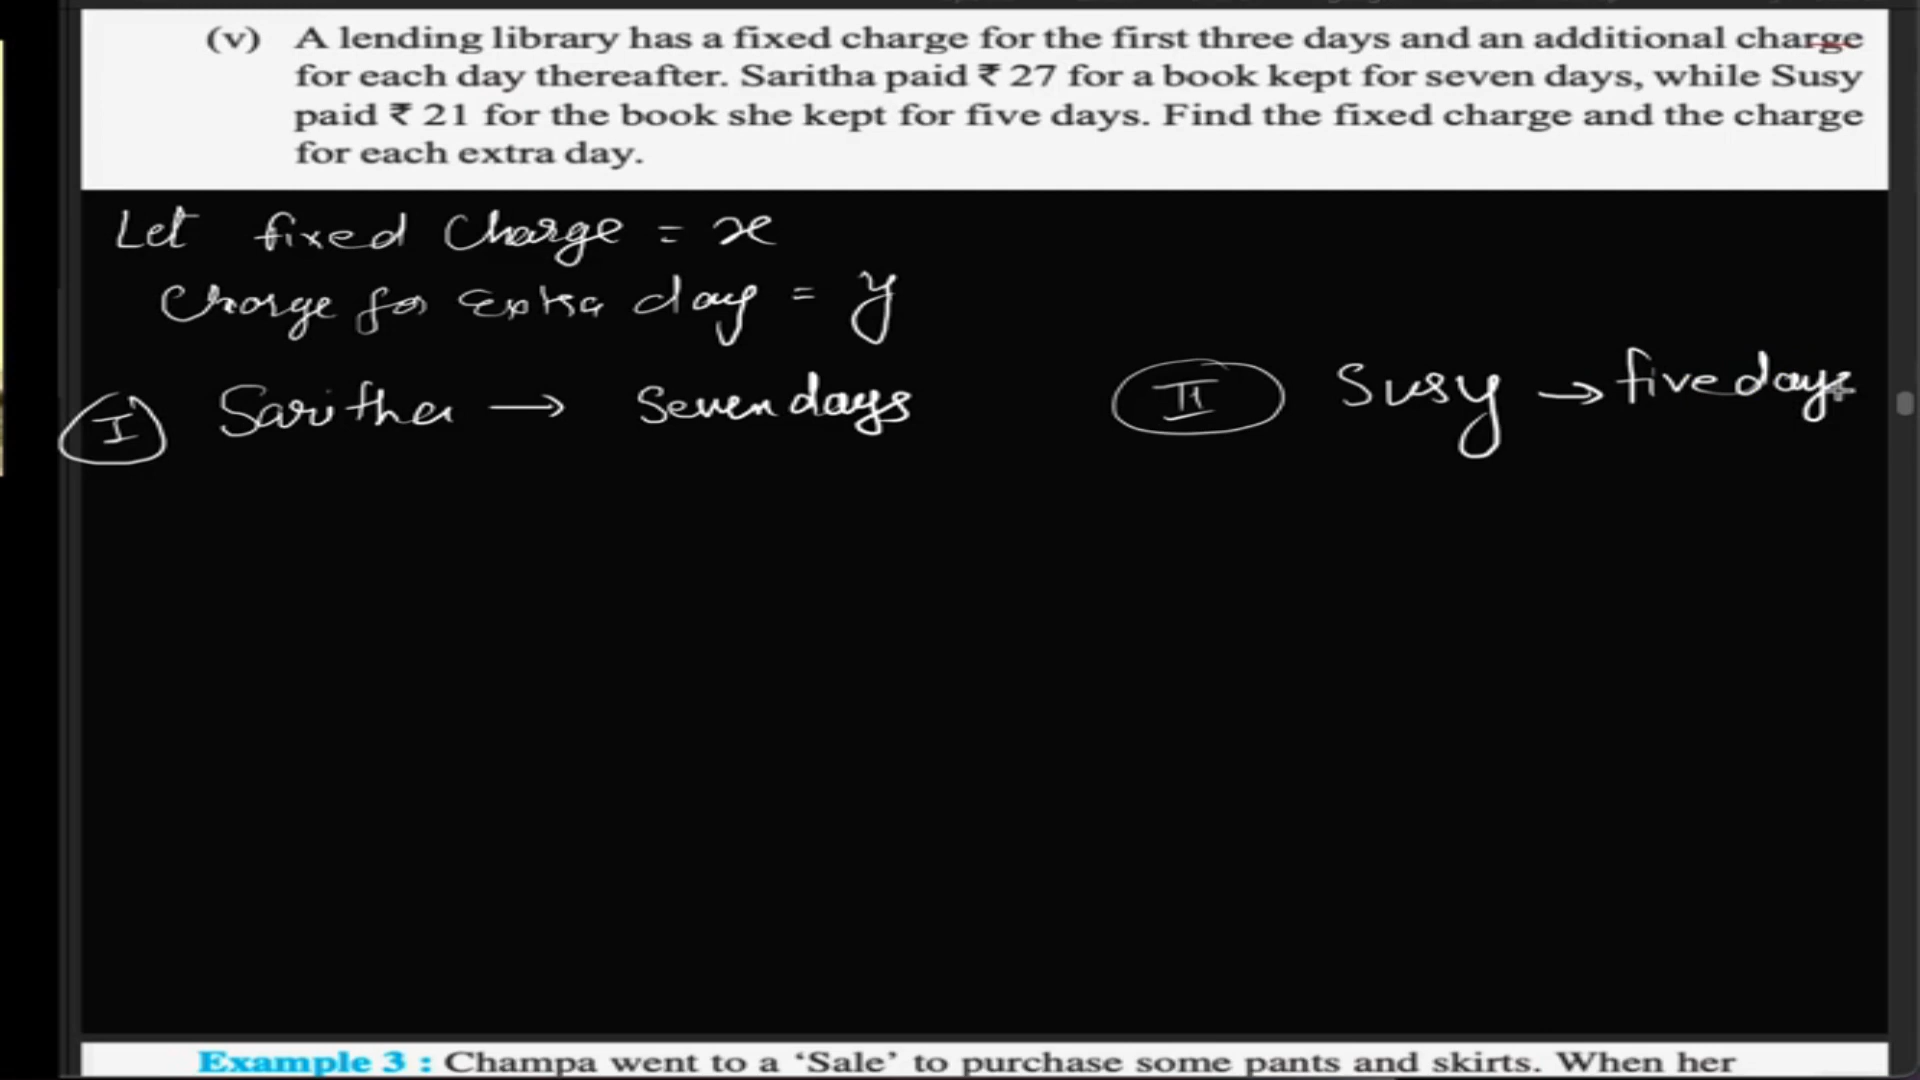 (v) A lending library has a fixed charge for the first three days and an additional charge
for each day thereafter. Saritha paid ₹ 27 for a book kept for seven days, while Susy
paid ₹ 21 for the book she kept for five days. Find the fixed charge and the charge
for each extra day.
Let fixed Charge = x
Charge for Extra day = y
I Saritha → Seven days
II Susy → five days
Example 3 : Champa went to a ‘Sale’ to purchase some pants and skirts. When her